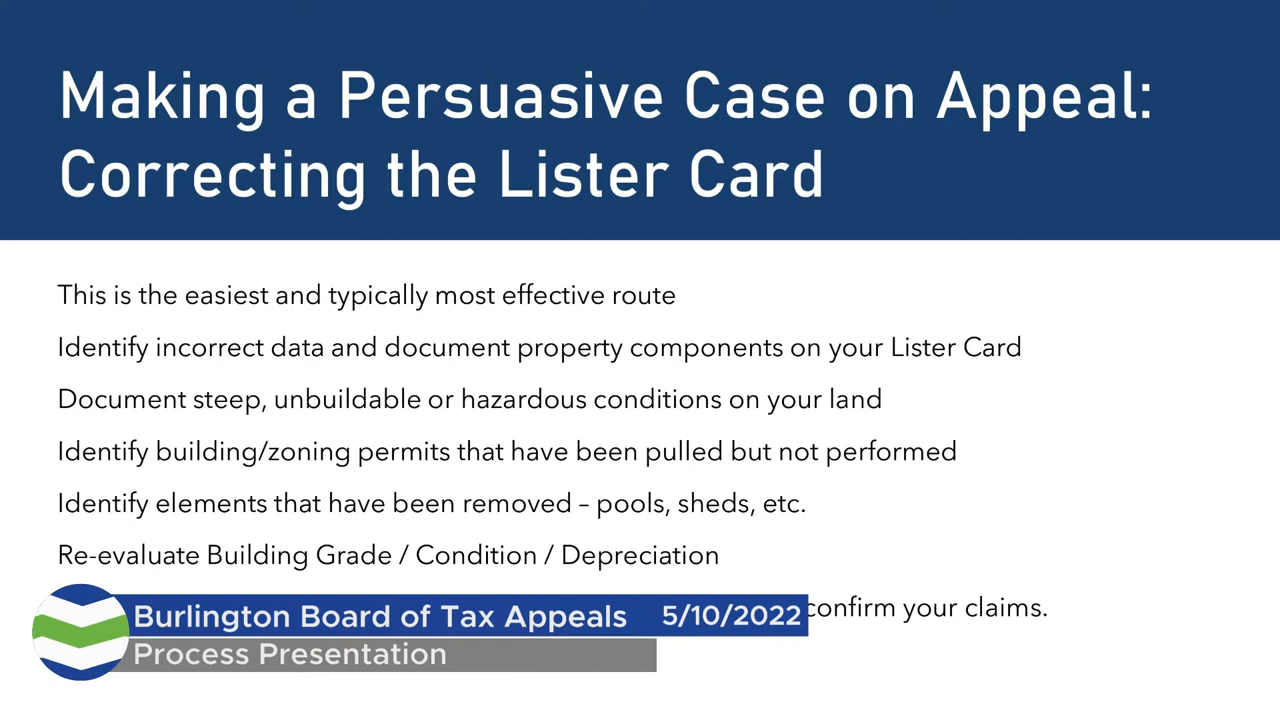 Making a Persuasive Case on Appeal:
Correcting the Lister Card
This is the easiest and typically most effective route
Identify incorrect data and document property components on your Lister Card
Document steep, unbuildable or hazardous conditions on your land
Identify building/zoning permits that have been pulled but not performed
Identify elements that have been removed – pools, sheds, etc.
Re-evaluate Building Grade / Condition / Depreciation
confirm your claims.
Burlington Board of Tax Appeals 5/10/2022
Process Presentation